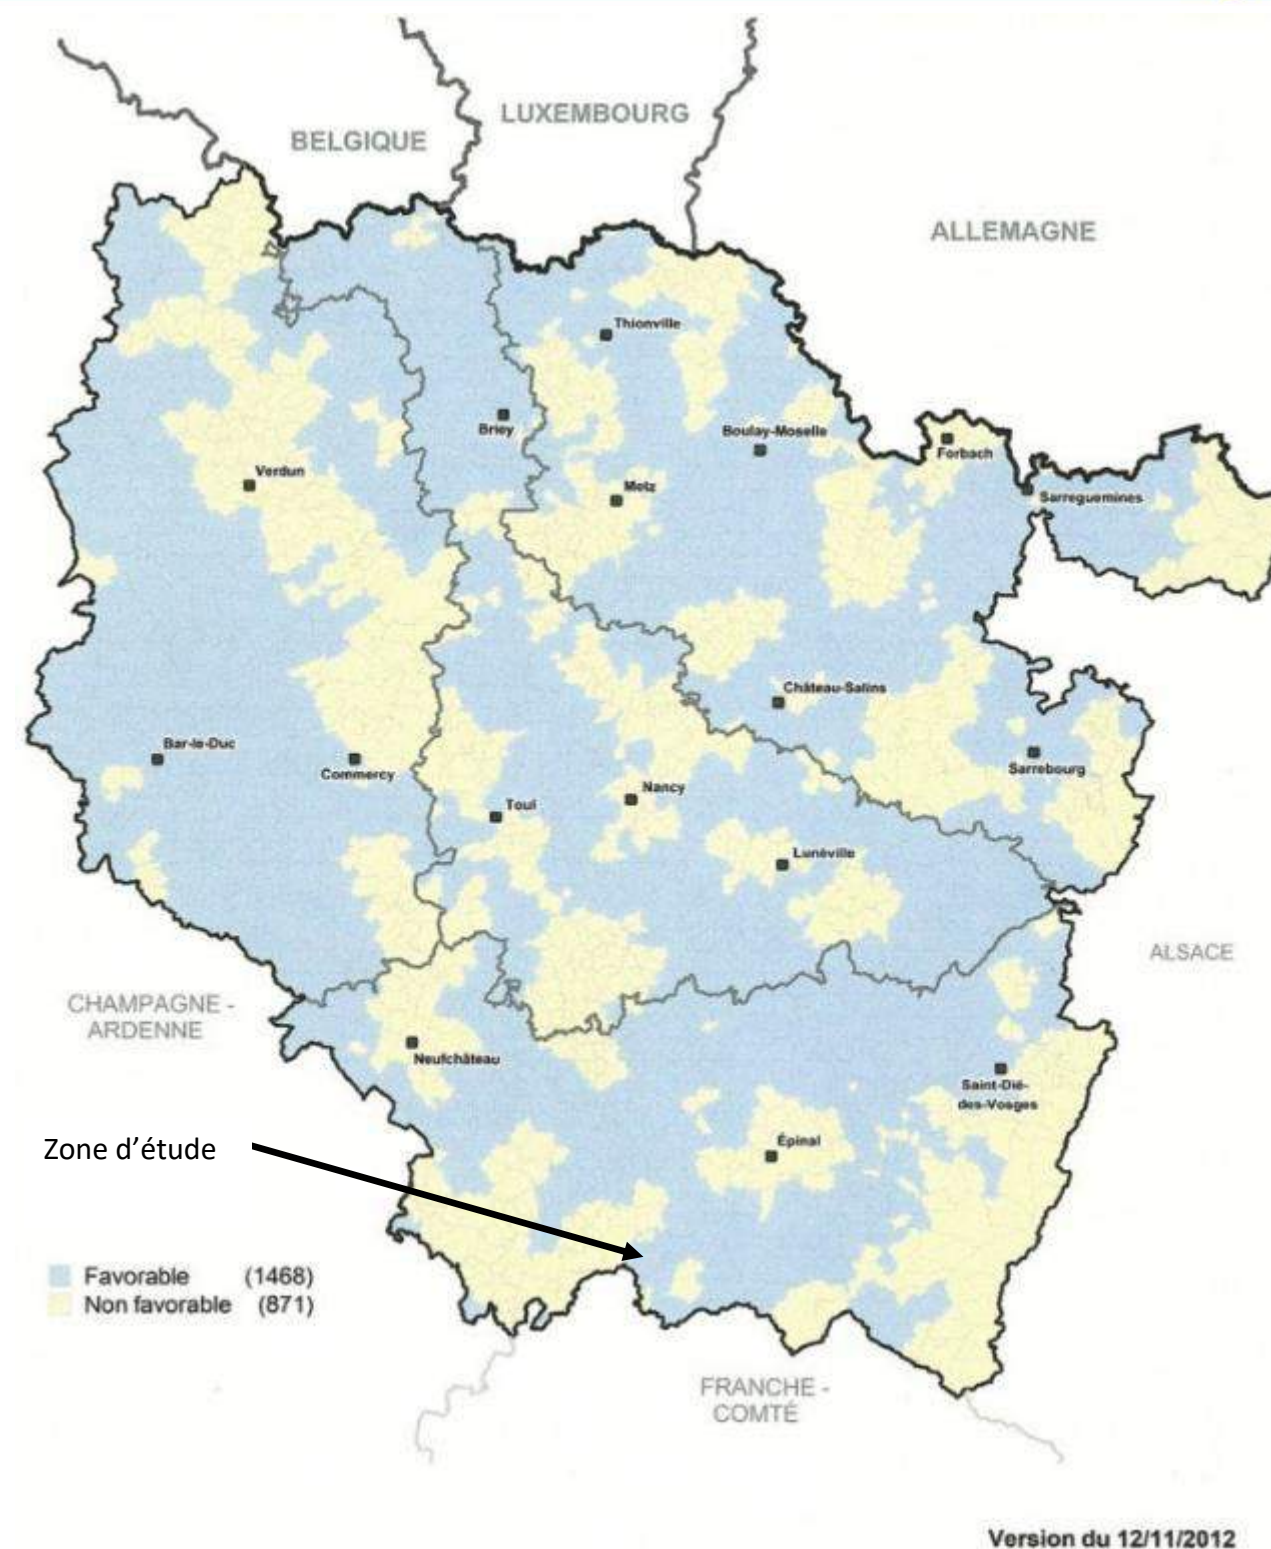 LUXEMBOURG
BELGIQUE
ALLEMAGNE
Thionville
Briey
Boulay-Moselle
Forbach
Verdun
Metz
Sarreguemines
Château-Salins
Bar-le-Duc
Commercy
Sarrebourg
Nancy
Toul
Lunéville
ALSACE
CHAMPAGNE -
ARDENNE
Neufchâteau
Saint-Dié-
des-Vosges
Épinal
Zone d’étude
Favorable (1468)
Non favorable (871)
FRANCHE -
COMTÉ
Version du 12/11/2012